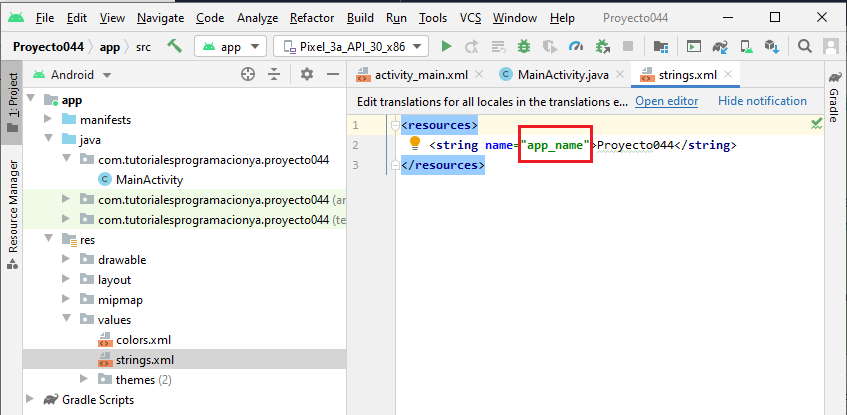 File Edit View Navigate Code Analyze Refactor Build Run Tools VCS Window Help Proyecto044
Proyecto044 app src app Pixel_3a_API_30_x86
1: Project
Resource Manager
Android
app
manifests
java
com.tutorialesprogramacionya.proyecto044
MainActivity
com.tutorialesprogramacionya.proyecto044 (ar
com.tutorialesprogramacionya.proyecto044 (te
res
drawable
layout
mipmap
values
colors.xml
strings.xml
themes (2)
Gradle Scripts
activity_main.xml MainActivity.java strings.xml
Edit translations for all locales in the translations e... Open editor Hide notification
1 <resources>
2 <string name="app_name">Proyecto044</string>
3 </resources>
Gradle